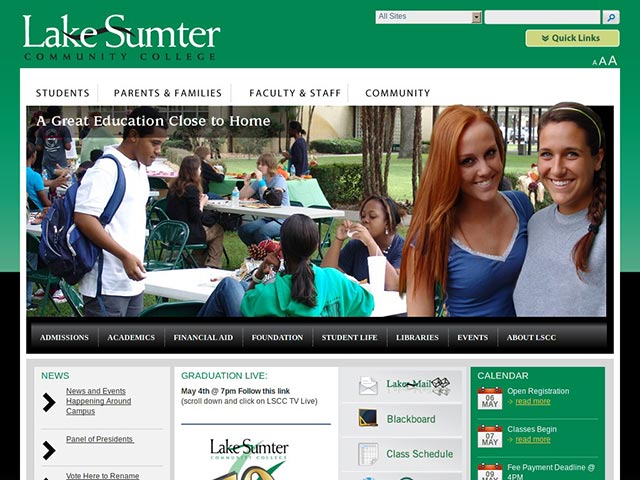 Lake Sumter
COMMUNITY COLLEGE
All Sites
Quick Links
A A A
STUDENTS PARENTS & FAMILIES FACULTY & STAFF COMMUNITY
A Great Education Close to Home
ADMISSIONS ACADEMICS FINANCIAL AID FOUNDATION STUDENT LIFE LIBRARIES EVENTS ABOUT LSCC
NEWS
News and Events
Happening Around
Campus
Panel of Presidents
Vote Here to Rename
GRADUATION LIVE:
May 4th @ 7pm Follow this link
(scroll down and click on LSCC TV Live)
Lake Sumter
COMMUNITY COLLEGE
LakerMail
Blackboard
Class Schedule
CALENDAR
06
MAY
Open Registration
read more
07
MAY
Classes Begin
read more
09
MAY
Fee Payment Deadline @
4PM